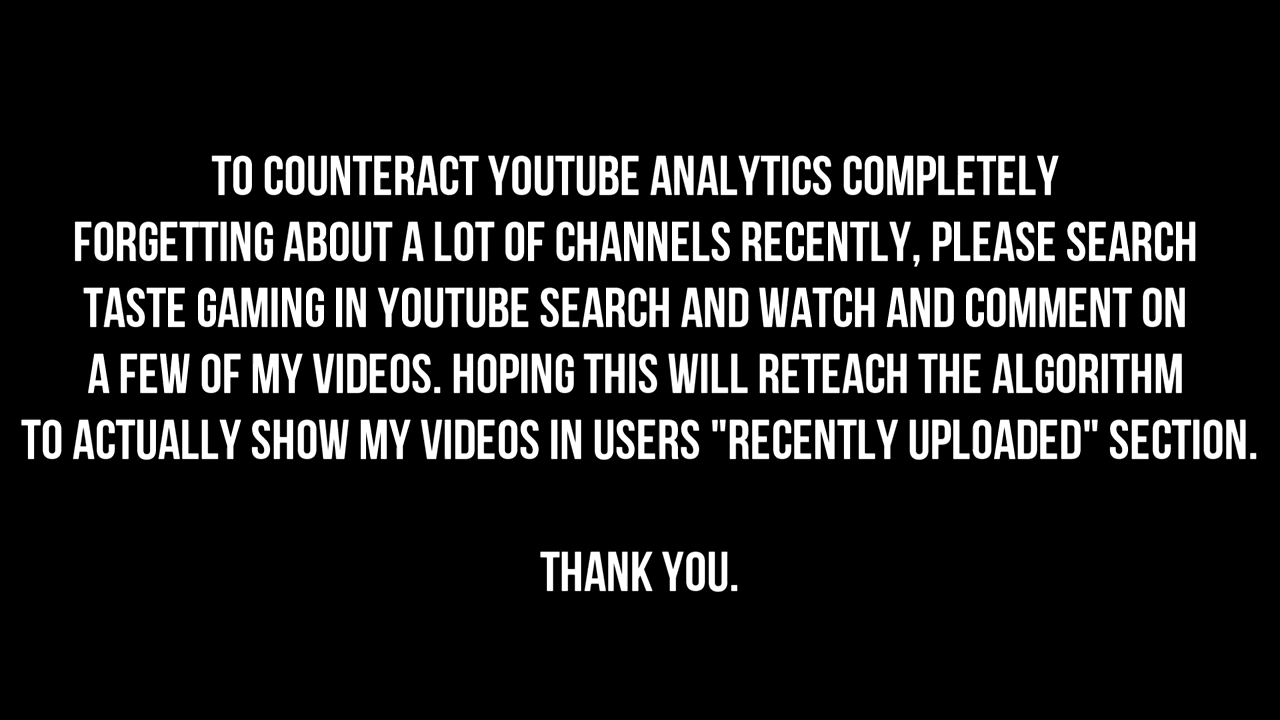 TO COUNTERACT YOUTUBE ANALYTICS COMPLETELY
FORGETTING ABOUT A LOT OF CHANNELS RECENTLY, PLEASE SEARCH
TASTE GAMING IN YOUTUBE SEARCH AND WATCH AND COMMENT ON
A FEW OF MY VIDEOS. HOPING THIS WILL RETEACH THE ALGORITHM
TO ACTUALLY SHOW MY VIDEOS IN USERS "RECENTLY UPLOADED" SECTION.
THANK YOU.